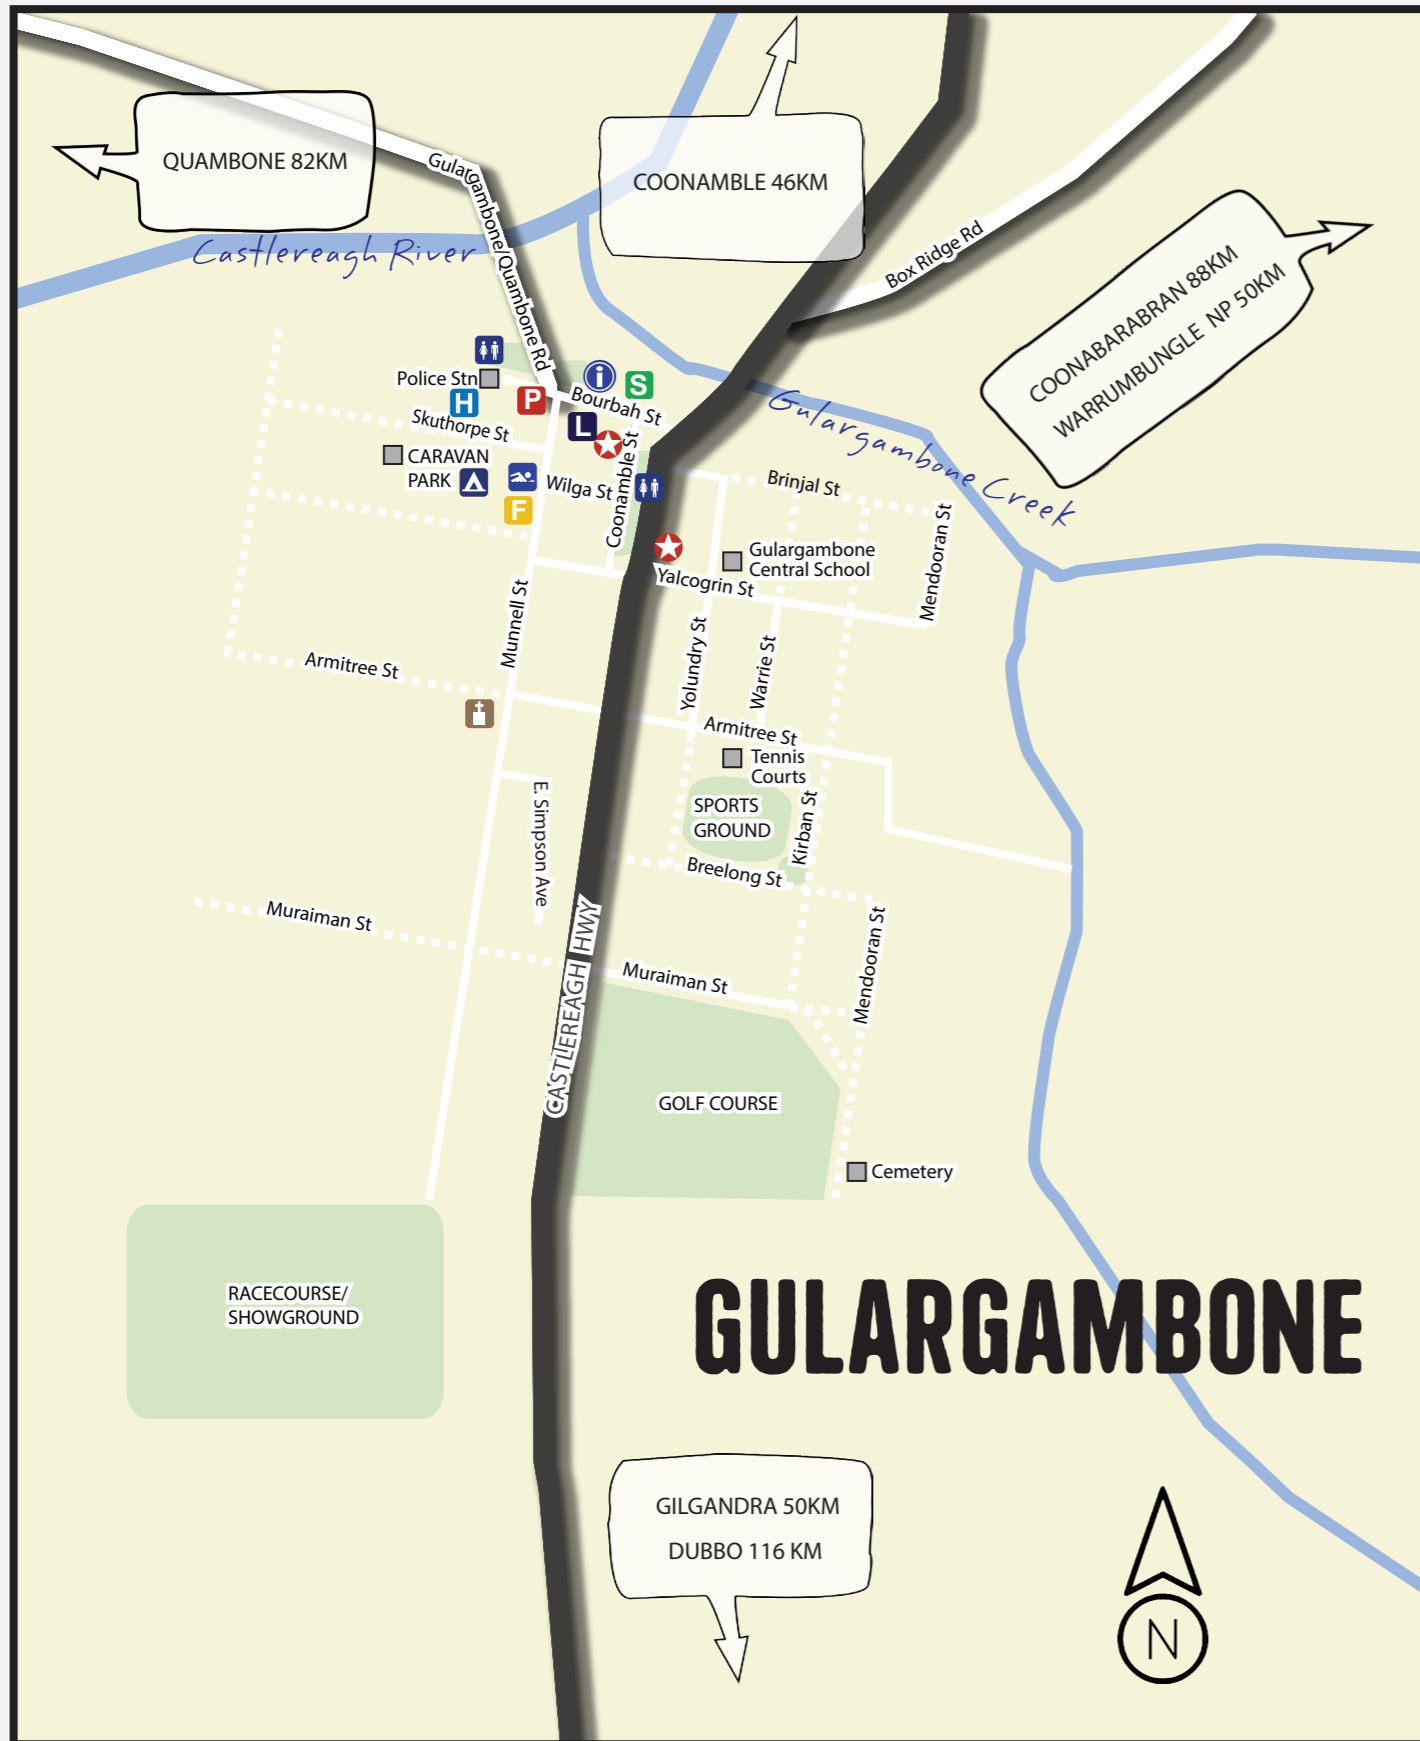 QUAMBONE 82KM
COONAMBLE 46KM
Gulargambone/Quambone Rd
Castlereagh River
Box Ridge Rd
COONABARABRAN 88KM
WARRUMBUNGLE NP 50KM
Police Stn
H
P
i
S
Bourbah St
L
Skuthorpe St
Gulargambone Creek
CARAVAN
PARK
F
Wilga St
Coonamble St
Brinjal St
Mendooran St
Gulargambone
Central School
Yalcogrin St
Munnell St
Yolundry St
Warrie St
Armitree St
Armitree St
Tennis
Courts
SPORTS
GROUND
Kirban St
E. Simpson Ave
Breelong St
Muraiman St
CASTLEREAGH HWY
Muraiman St
Mendooran St
GOLF COURSE
Cemetery
RACECOURSE/
SHOWGROUND
GULARGAMBONE
GILGANDRA 50KM
DUBBO 116 KM
N